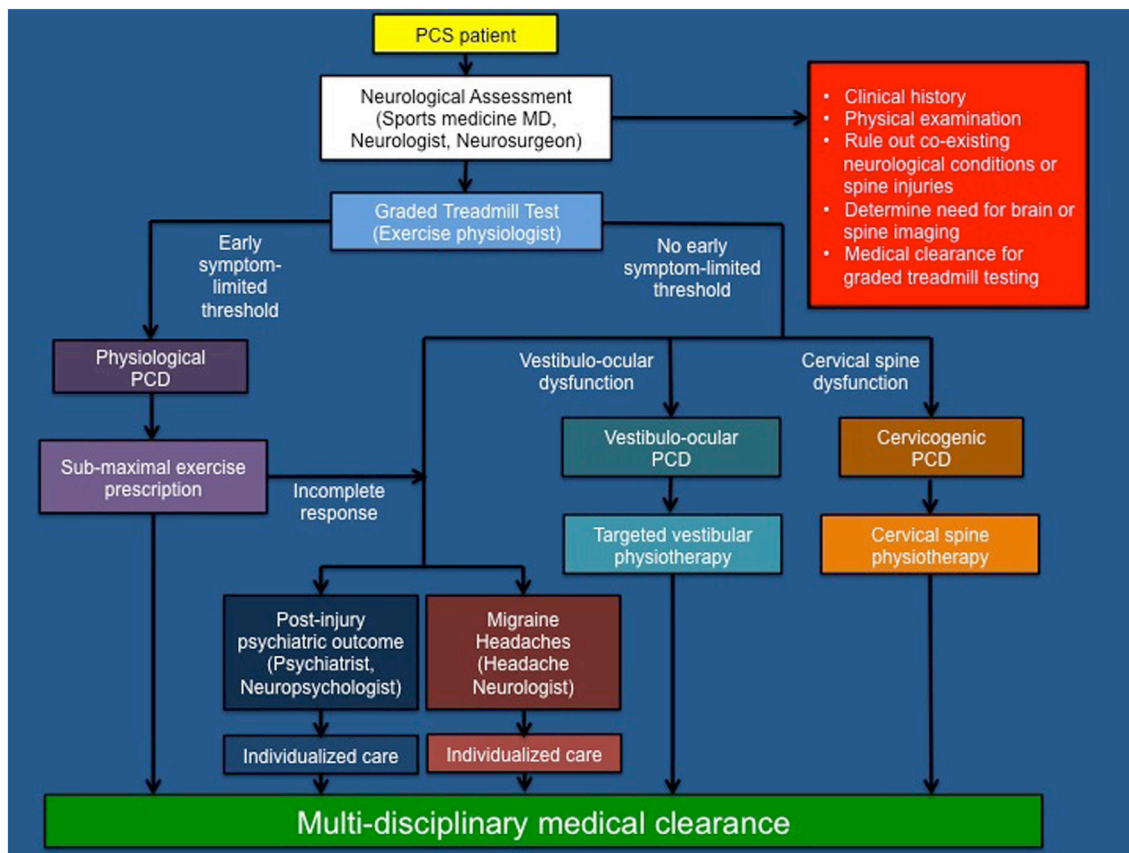 PCS patient
Neurological Assessment
(Sports medicine MD,
Neurologist, Neurosurgeon)
• Clinical history
• Physical examination
• Rule out co-existing
neurological conditions or
spine injuries
• Determine need for brain or
spine imaging
• Medical clearance for
graded treadmill testing
Graded Treadmill Test
(Exercise physiologist)
Early
symptom-
limited
threshold
No early
symptom-limited
threshold
Physiological
PCD
Vestibulo-ocular
dysfunction
Cervical spine
dysfunction
Sub-maximal exercise
prescription
Incomplete
response
Vestibulo-ocular
PCD
Cervicogenic
PCD
Targeted vestibular
physiotherapy
Cervical spine
physiotherapy
Post-injury
psychiatric outcome
(Psychiatrist,
Neuropsychologist)
Migraine
Headaches
(Headache
Neurologist)
Individualized care
Individualized care
Multi-disciplinary medical clearance